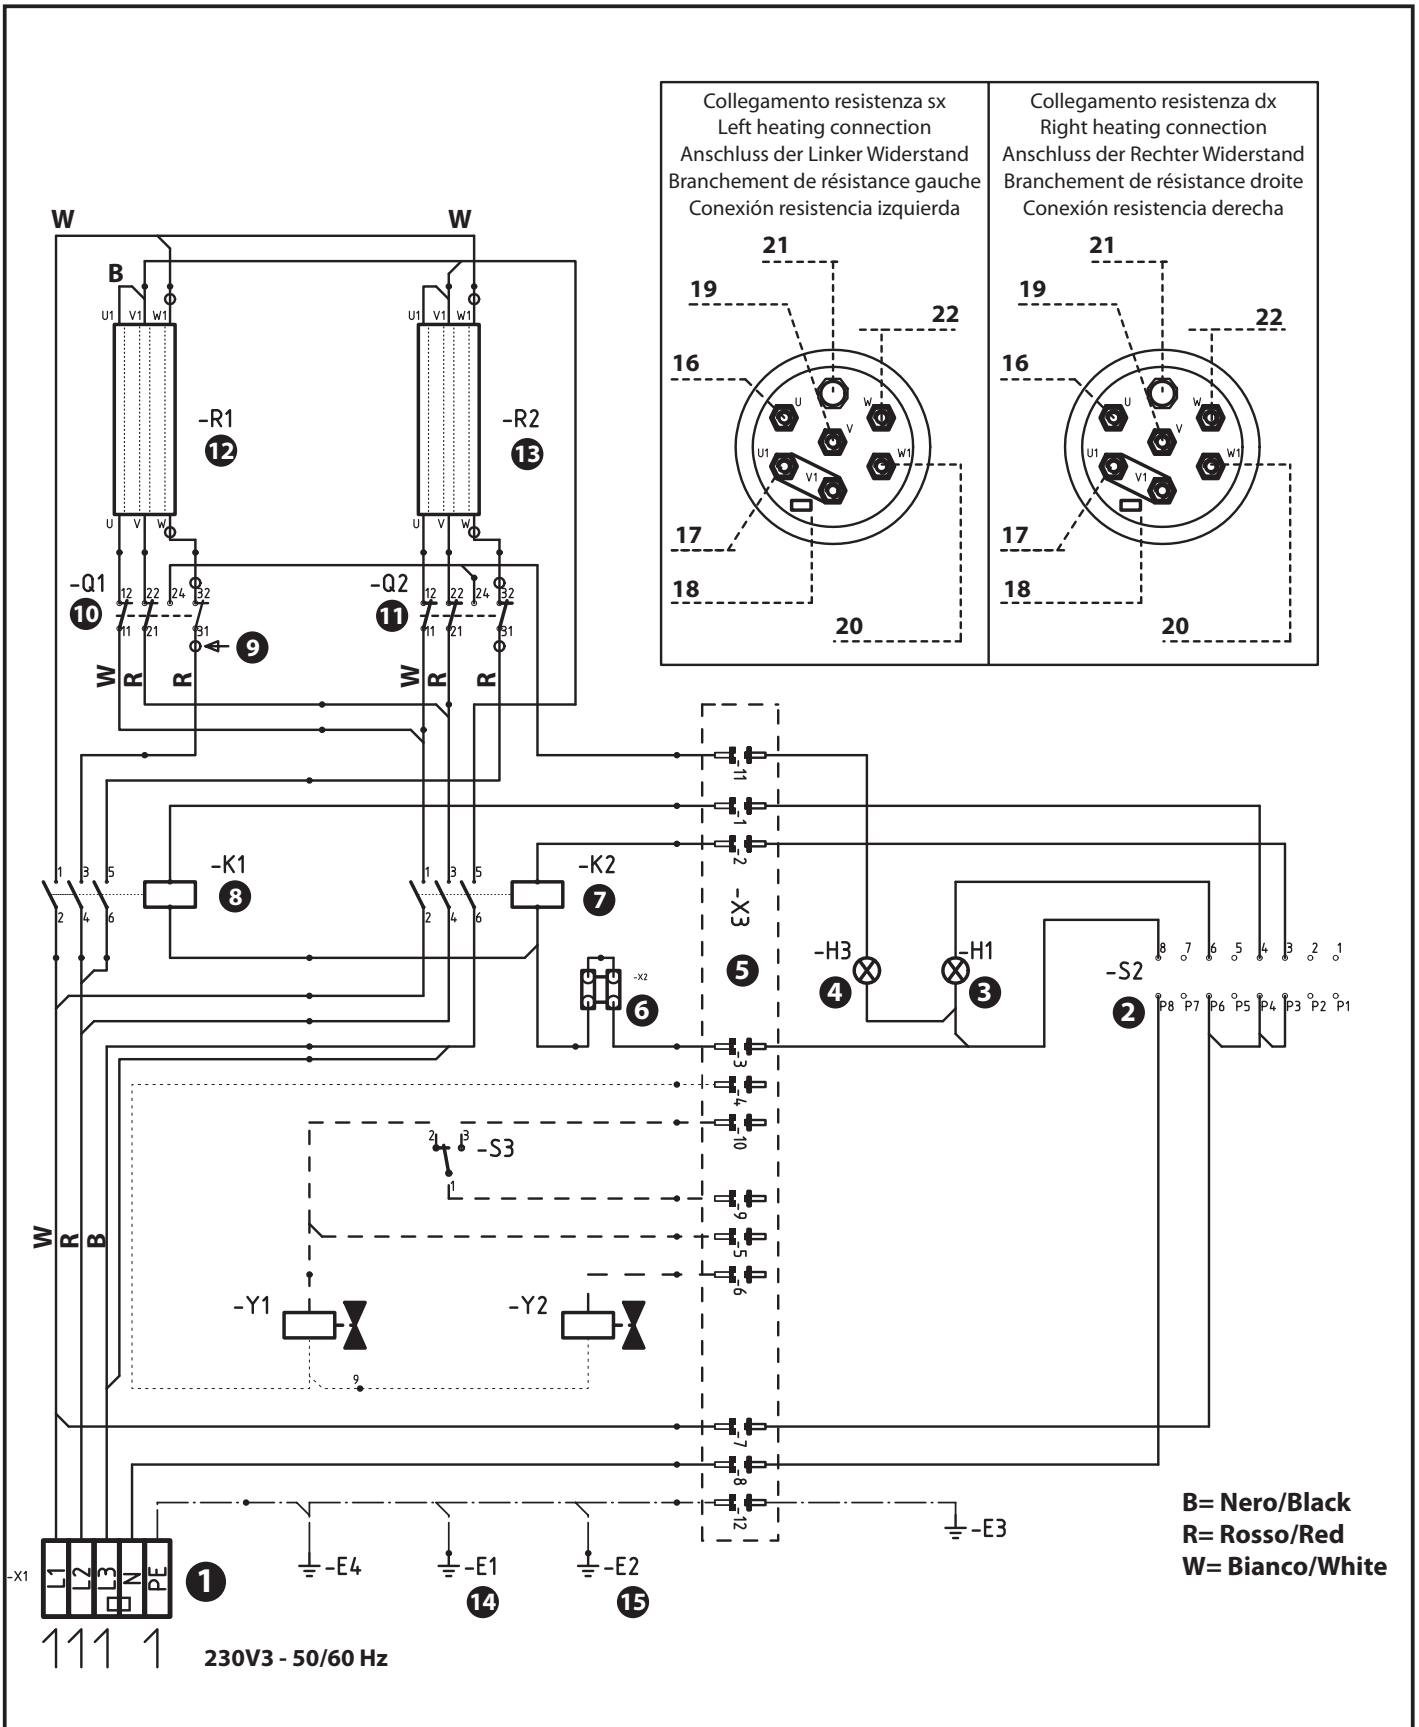 Collegamento resistenza sx
Left heating connection
Anschluss der Linker Widerstand
Branchement de résistance gauche
Conexión resistencia izquierda
Collegamento resistenza dx
Right heating connection
Anschluss der Rechter Widerstand
Branchement de résistance droite
Conexión resistencia derecha
21
19
22
16
U
W
V
U1
W1
V1
17
18
20
21
19
22
16
U
W
V
U1
W1
V1
17
18
20
W
W
B
U1 V1 W1
U1 V1 W1
-R1
12
-R2
13
U V W
U V W
-Q1
10
12 22 24 32
11 21 31
9
-Q2
11
12 22 24 32
11 21 31
W R R
W R R
-11
-1
-2
-X3
5
1 3 5
2 4 6
-K1
8
1 3 5
2 4 6
-K2
7
-X2
6
-H3
4
-H1
3
-S2
2
8 7 6 5 4 3 2 1
P8 P7 P6 P5 P4 P3 P2 P1
-3
-4
-10
2 3
-S3
1
-9
-5
-6
W R B
-Y1
-Y2
9
-7
-8
-12
-E3
B= Nero/Black
R= Rosso/Red
W= Bianco/White
-X1
L1 L2 L3 N PE
1
-E4
-E1
14
-E2
15
230V3 - 50/60 Hz